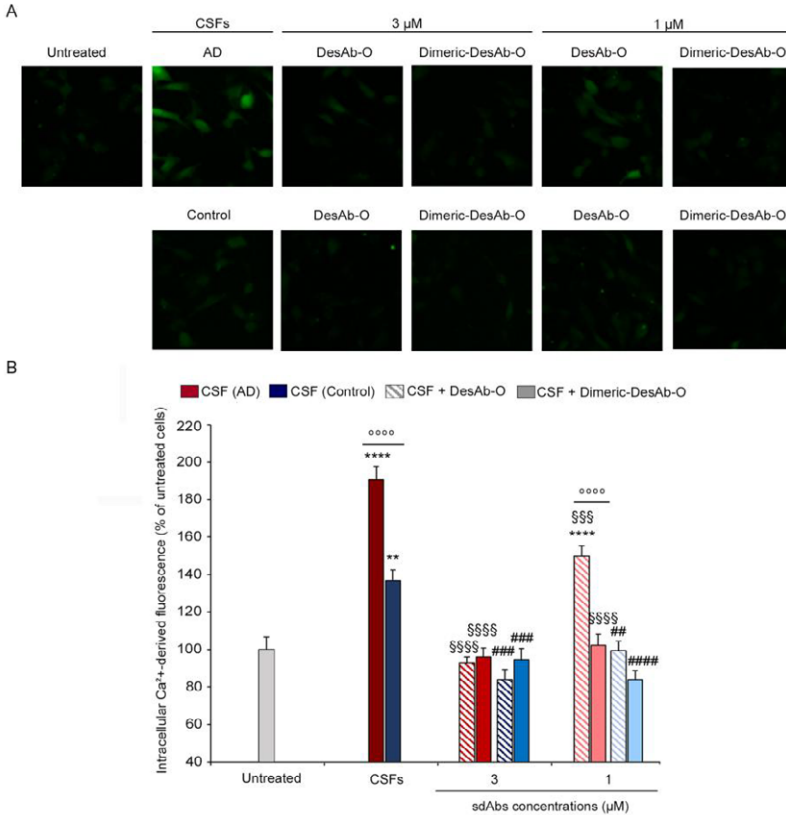 A
CSFs 3 µM 1 µM
Untreated AD DesAb-O Dimeric-DesAb-O DesAb-O Dimeric-DesAb-O
Control DesAb-O Dimeric-DesAb-O DesAb-O Dimeric-DesAb-O
B
CSF (AD) CSF (Control) CSF + DesAb-O CSF + Dimeric-DesAb-O
Intracellular Ca²+-derived fluorescence (% of untreated cells)
220
200
180
160
140
120
100
80
60
40
°°°°
****
**
§§§§
§§§§
###
###
°°°°
§§§
****
§§§§
##
####
Untreated CSFs 3 1
sdAbs concentrations (µM)